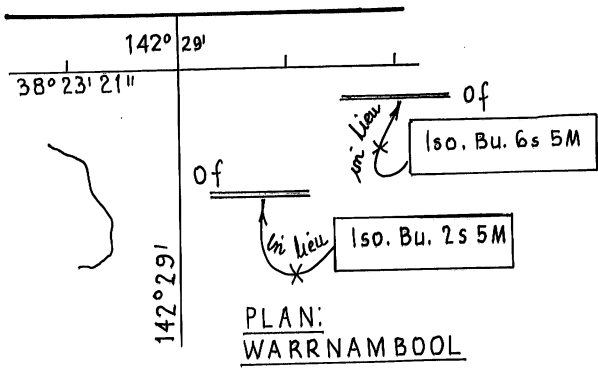 142° 29'
38° 23' 21"
Of
in lieu
Iso. Bu. 6s 5M
Of
in lieu
Iso. Bu. 2s 5M
142° 29'
PLAN:
WARRNAMBOOL